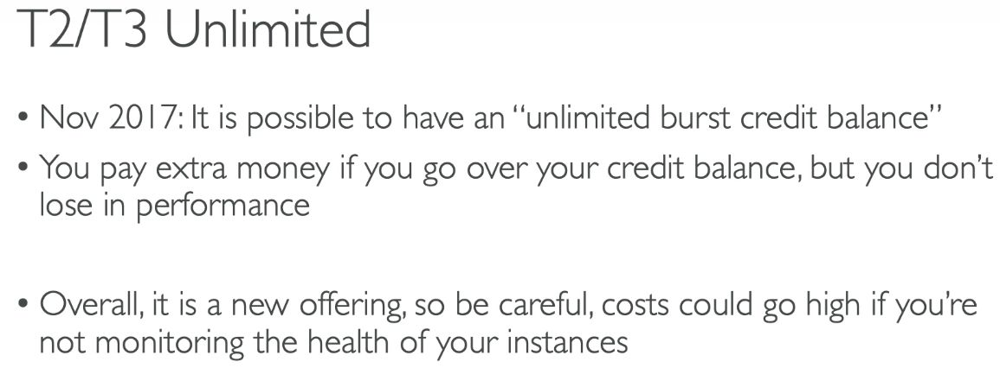 T2/T3 Unlimited
• Nov 2017: It is possible to have an “unlimited burst credit balance”
• You pay extra money if you go over your credit balance, but you don’t
lose in performance
• Overall, it is a new offering, so be careful, costs could go high if you’re
not monitoring the health of your instances